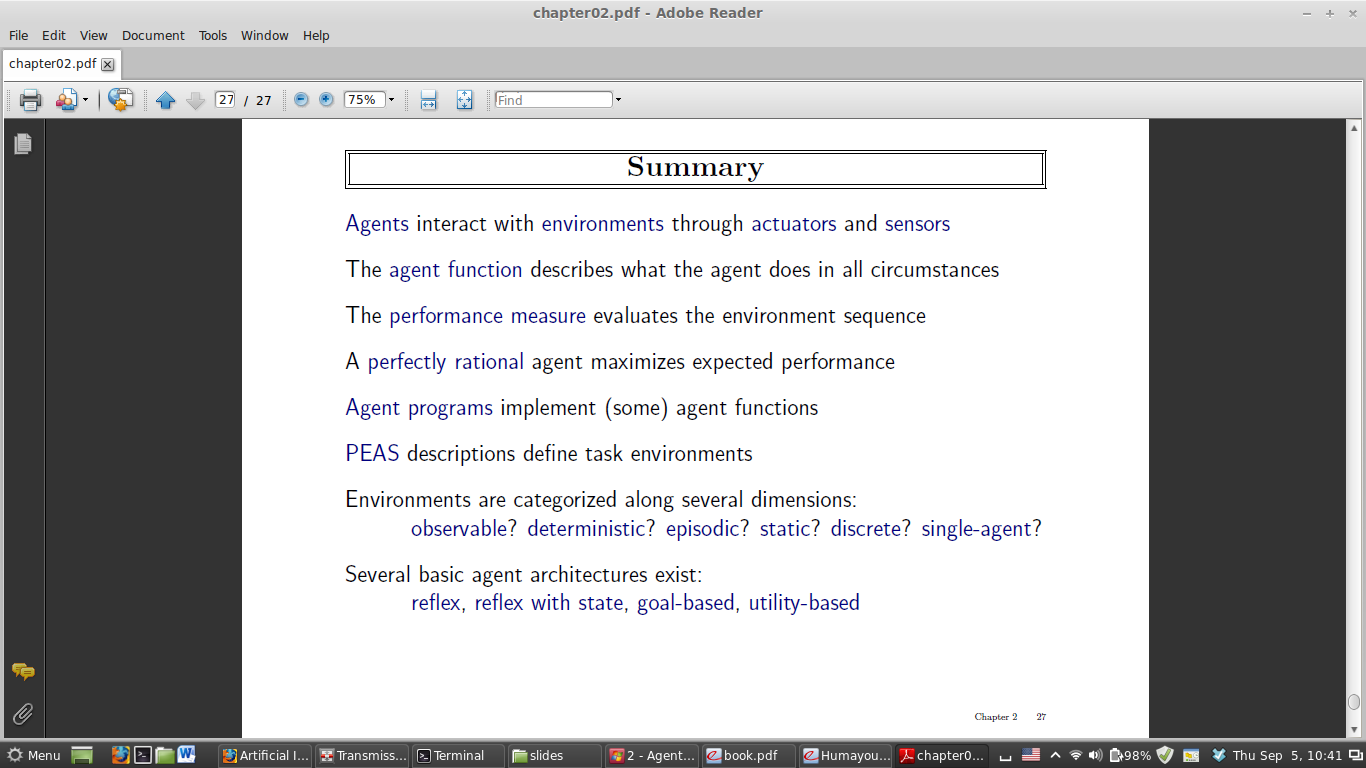 chapter02.pdf - Adobe Reader
File Edit View Document Tools Window Help
chapter02.pdf
27 / 27 75% Find
Summary
Agents interact with environments through actuators and sensors
The agent function describes what the agent does in all circumstances
The performance measure evaluates the environment sequence
A perfectly rational agent maximizes expected performance
Agent programs implement (some) agent functions
PEAS descriptions define task environments
Environments are categorized along several dimensions:
observable? deterministic? episodic? static? discrete? single-agent?
Several basic agent architectures exist:
reflex, reflex with state, goal-based, utility-based
Chapter 2 27
Menu Artificial I... Transmiss... Terminal slides 2 - Agent... book.pdf Humayou... chapter0... 98% Thu Sep 5, 10:41